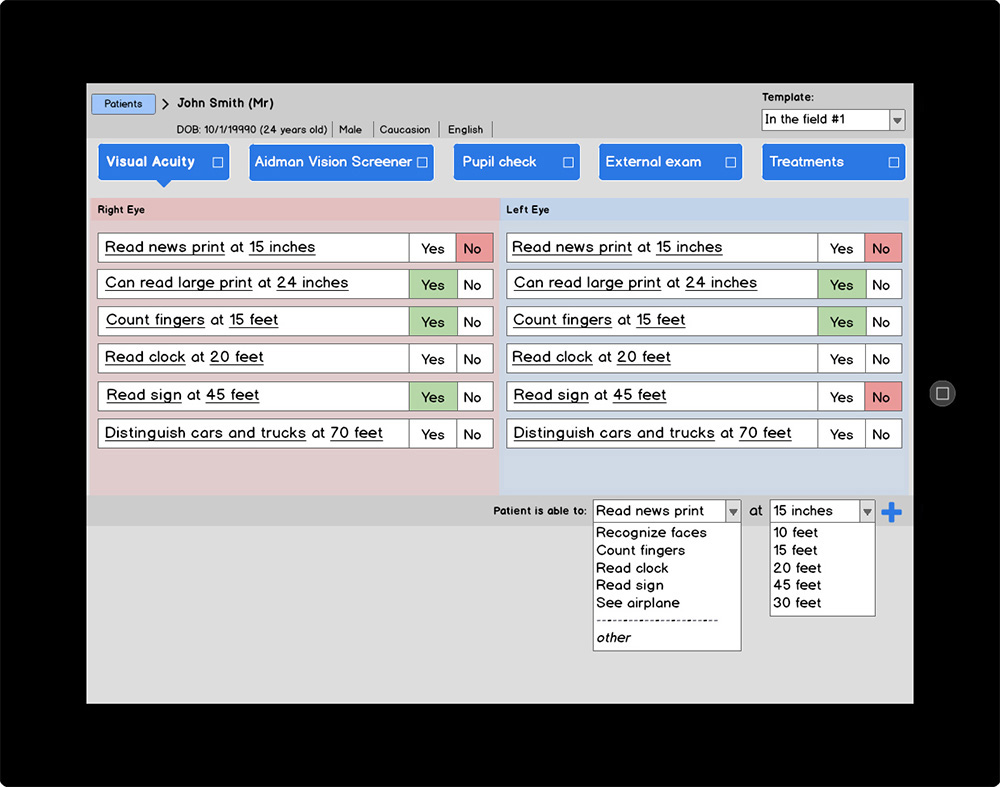 Patients > John Smith (Mr)
Template:
DOB: 10/1/19990 (24 years old) | Male | Caucasion | English |
In the field #1
Visual Acuity
Aidman Vision Screener
Pupil check
External exam
Treatments
Right Eye
Read news print at 15 inches Yes No
Can read large print at 24 inches Yes No
Count fingers at 15 feet Yes No
Read clock at 20 feet Yes No
Read sign at 45 feet Yes No
Distinguish cars and trucks at 70 feet Yes No
Left Eye
Read news print at 15 inches Yes No
Can read large print at 24 inches Yes No
Count fingers at 15 feet Yes No
Read clock at 20 feet Yes No
Read sign at 45 feet Yes No
Distinguish cars and trucks at 70 feet Yes No
Patient is able to: Read news print at 15 inches
Recognize faces
Count fingers
Read clock
Read sign
See airplane
other
10 feet
15 feet
20 feet
45 feet
30 feet